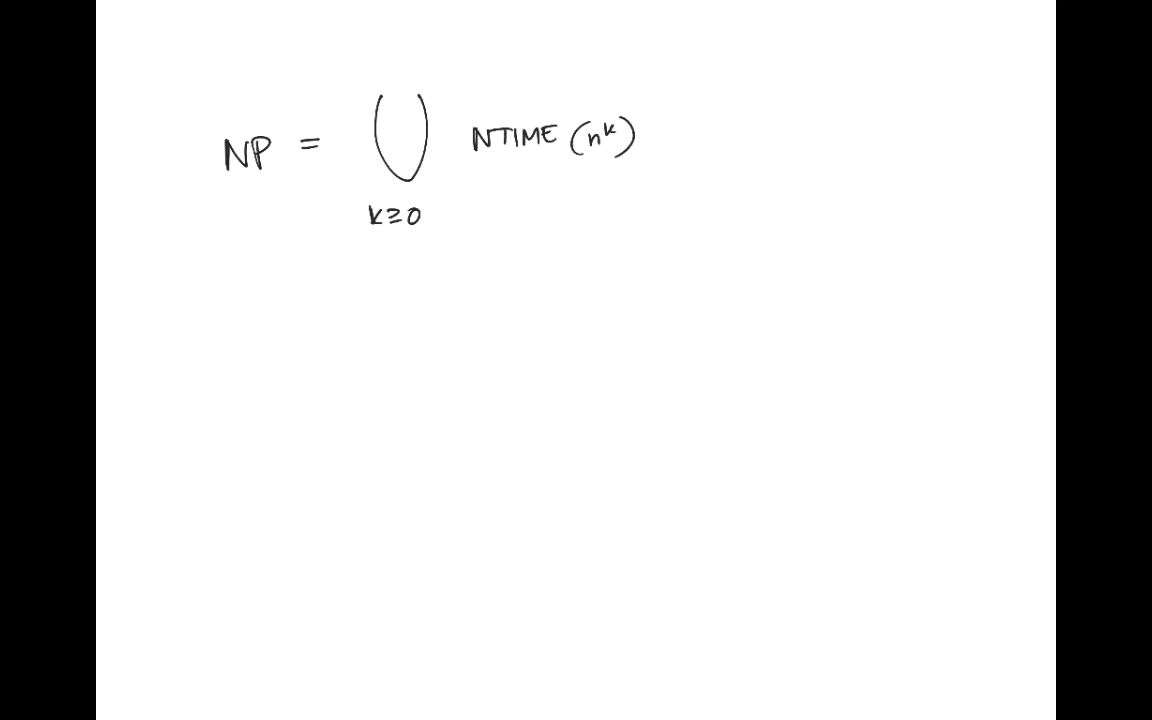 NP = ⋃ NTIME (n^k)
k≥0